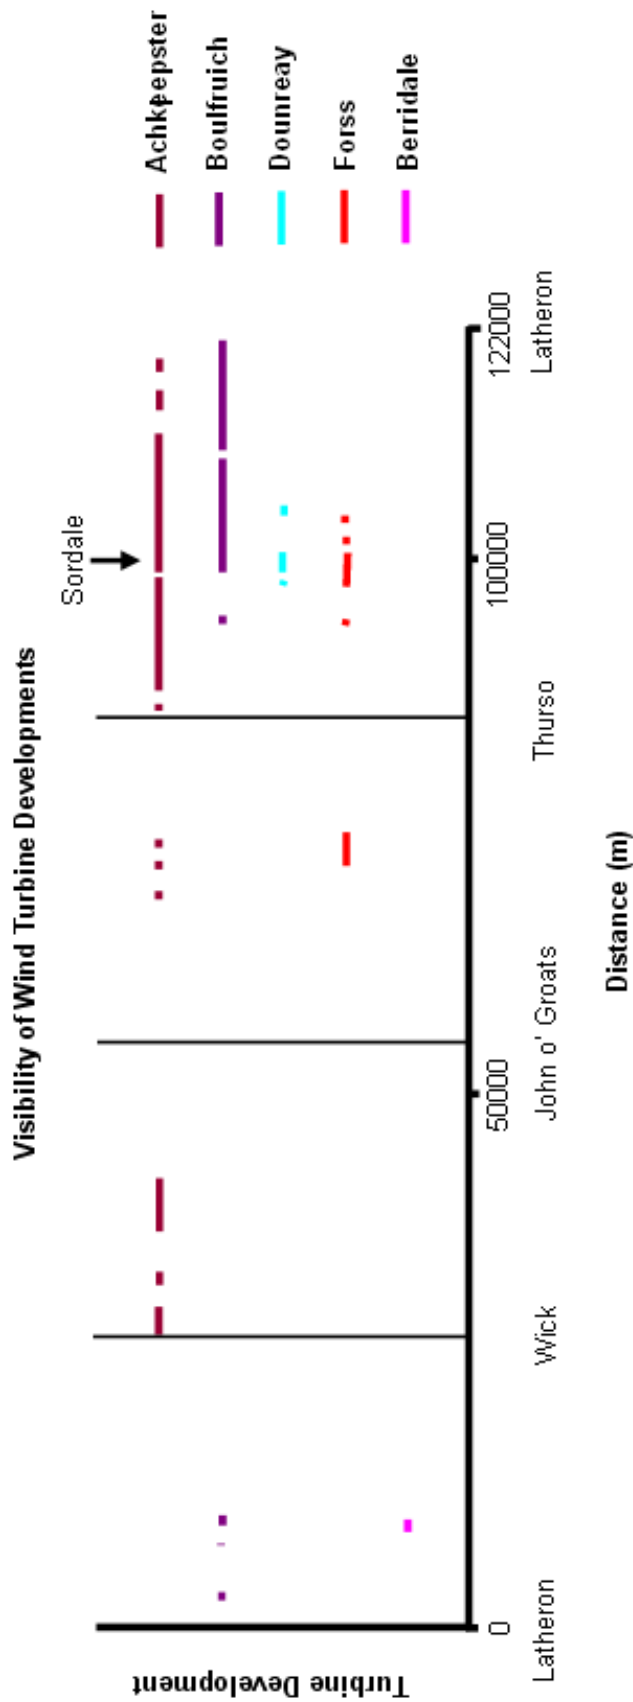 Visibility of Wind Turbine Developments
Turbine Development
Sordale
Achkeepster
Boulfruich
Dounreay
Forss
Berridale
0
50000
100000
122000
Latheron
Wick
John o' Groats
Thurso
Latheron
Distance (m)